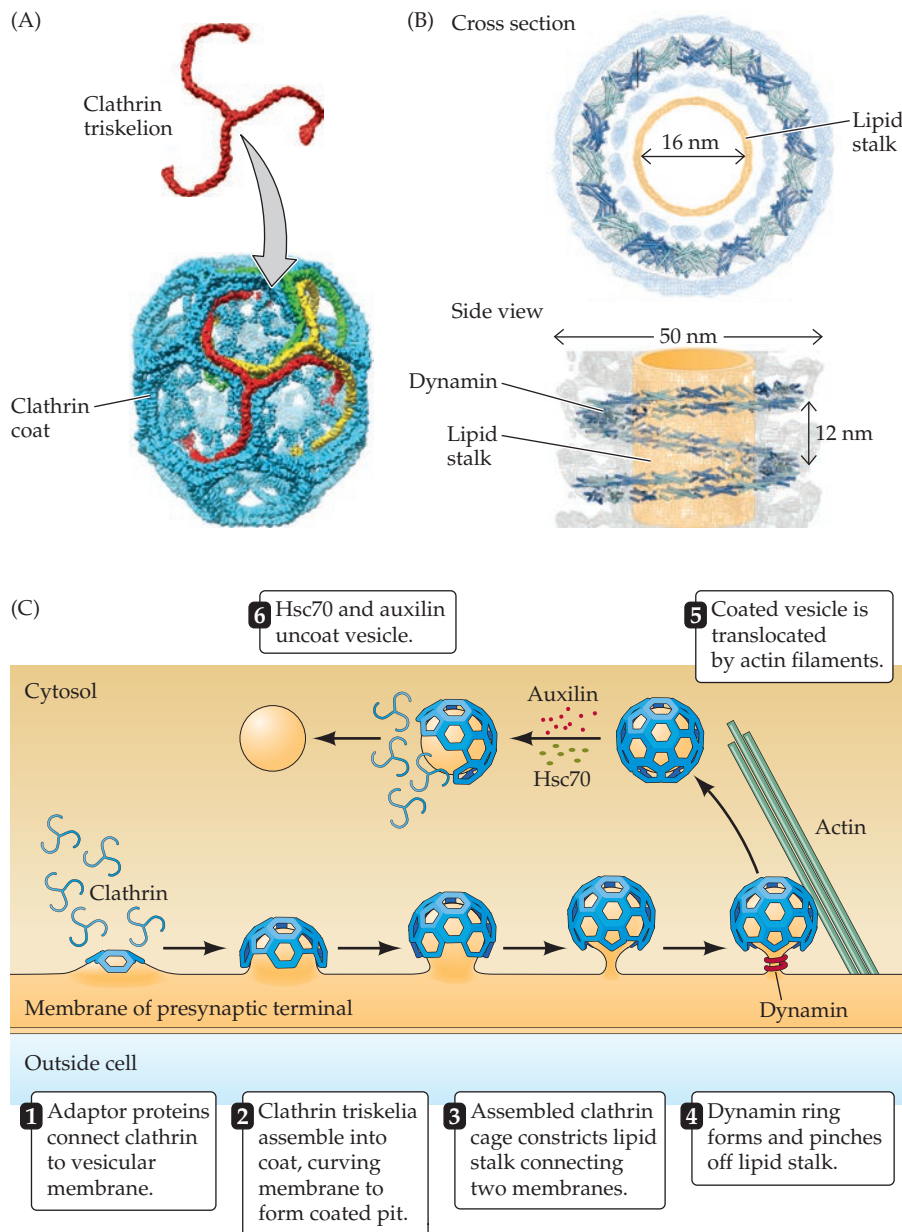 (A)
Clathrin
triskelion
Clathrin
coat
(B)
Cross section
16 nm
Lipid
stalk
Side view
50 nm
Dynamin
Lipid
stalk
12 nm
(C)
6 Hsc70 and auxilin
uncoat vesicle.
5 Coated vesicle is
translocated
by actin filaments.
Cytosol
Auxilin
Hsc70
Actin
Clathrin
Membrane of presynaptic terminal
Dynamin
Outside cell
1 Adaptor proteins
connect clathrin
to vesicular
membrane.
2 Clathrin triskelia
assemble into
coat, curving
membrane to
form coated pit.
3 Assembled clathrin
cage constricts lipid
stalk connecting
two membranes.
4 Dynamin ring
forms and pinches
off lipid stalk.